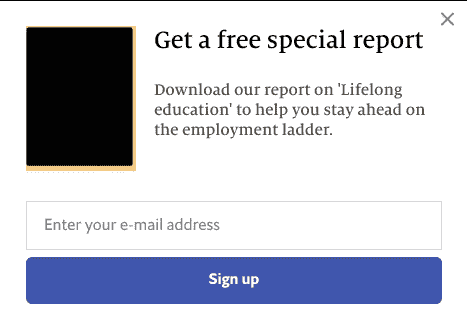 Get a free special report
Download our report on 'Lifelong
education' to help you stay ahead on
the employment ladder.
Enter your e-mail address
Sign up